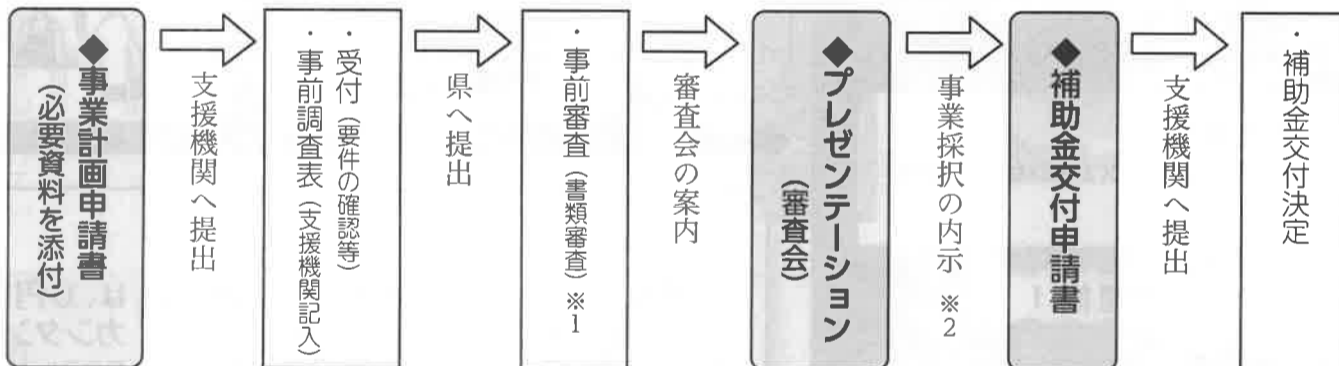 ◆事業計画申請書
(必要資料を添付)
支援機関へ提出
・受付(要件の確認等)
・事前調査表(支援機関記入)
県へ提出
・事前審査(書類審査)※1
審査会の案内
◆プレゼンテーション
(審査会)
事業採択の内示 ※2
◆補助金交付申請書
支援機関へ提出
・補助金交付決定